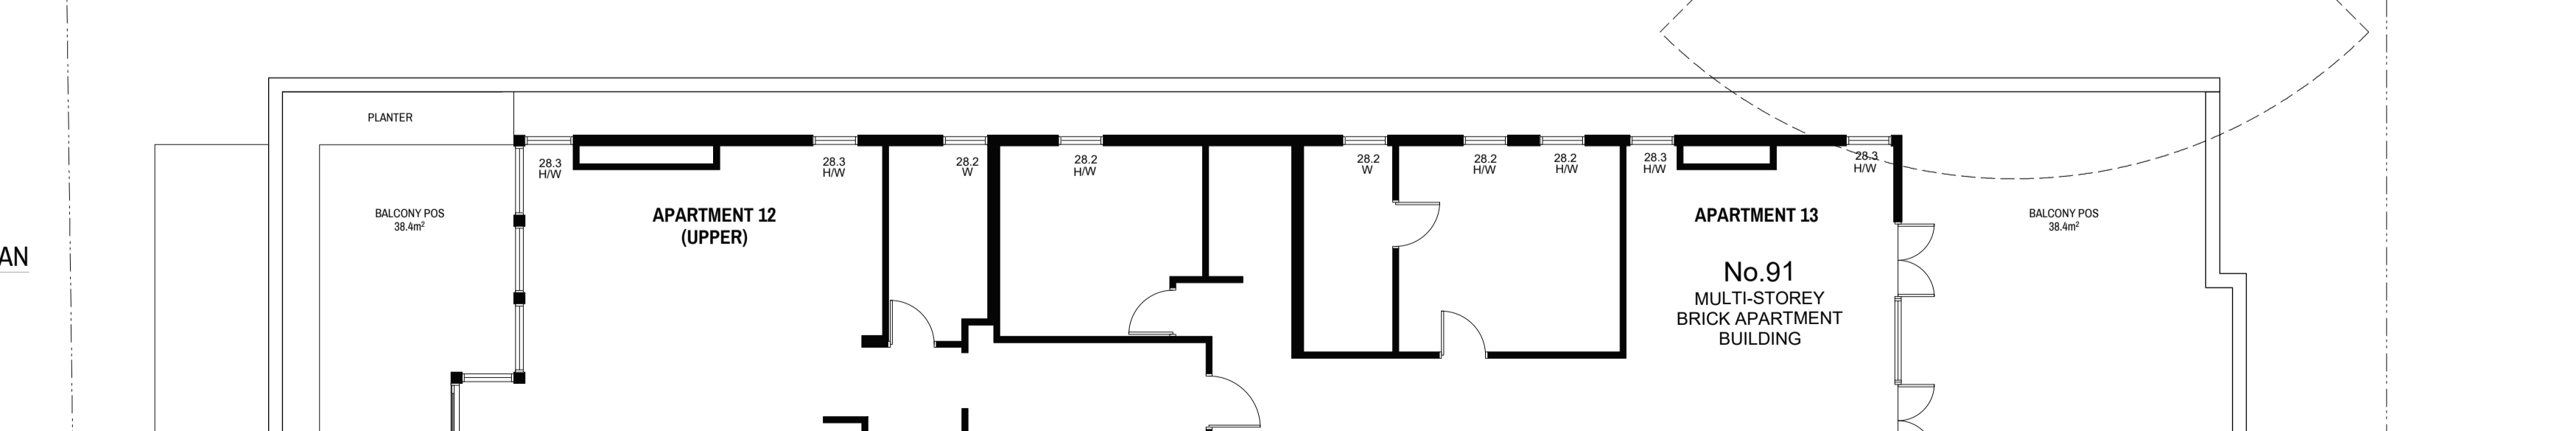 PLANTER
28.3
H/W
28.3
H/W
28.2
W
28.2
H/W
28.2
W
28.2
H/W
28.2
H/W
28.3
H/W
28.3
H/W
BALCONY POS
38.4m²
APARTMENT 12
(UPPER)
APARTMENT 13
BALCONY POS
38.4m²
AN
No.91
MULTI-STOREY
BRICK APARTMENT
BUILDING